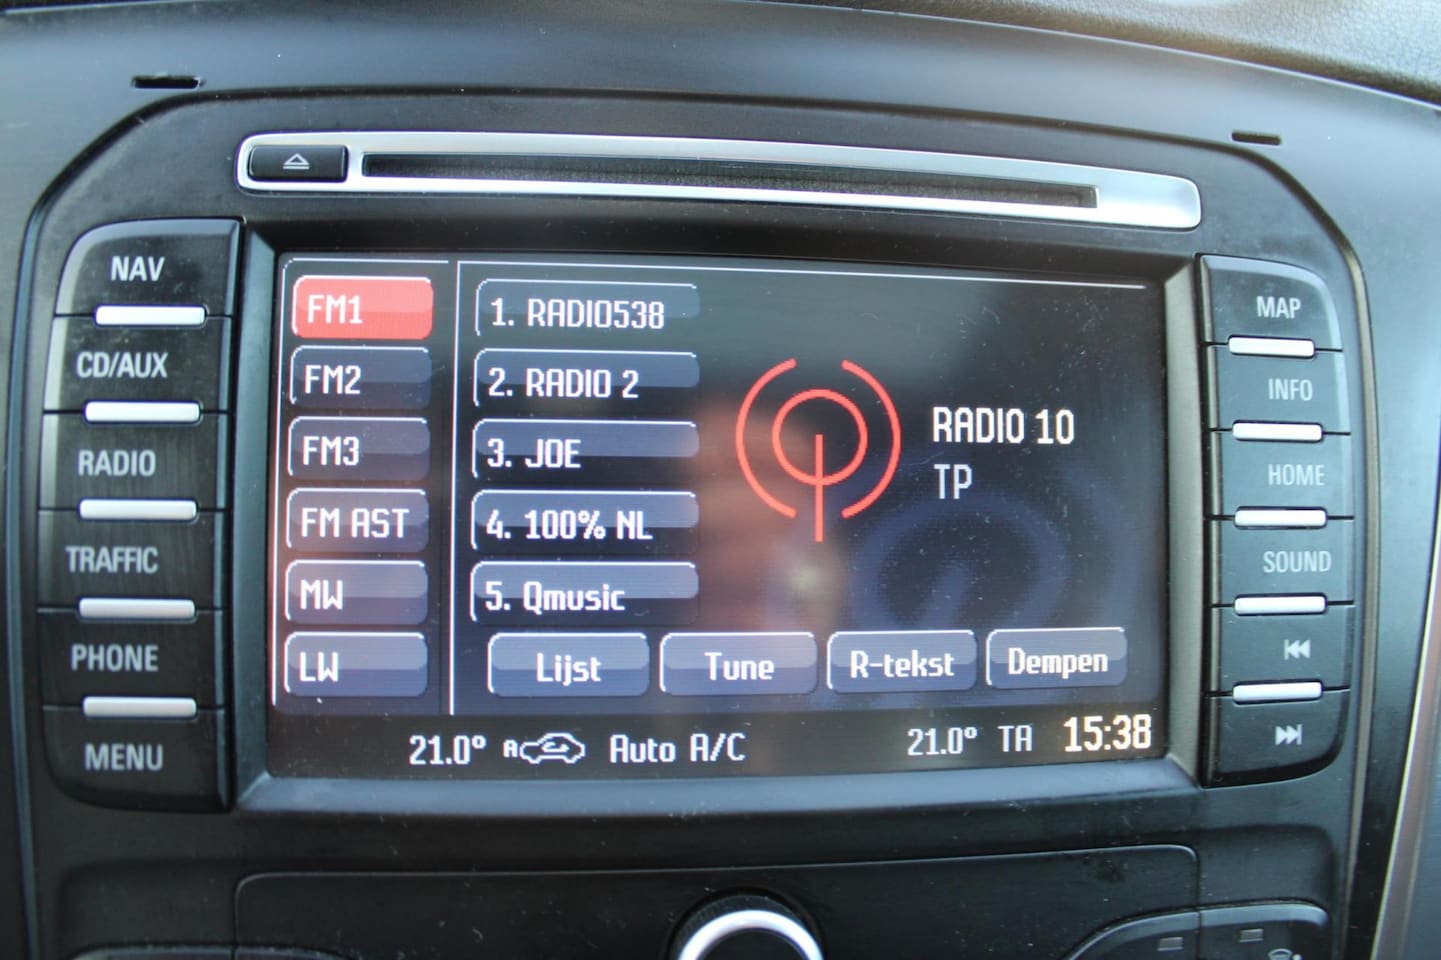 NAV
CD/AUX
RADIO
TRAFFIC
PHONE
MENU
FM1
FM2
FM3
FM AST
MW
LW
1. RADIO538
2. RADIO 2
3. JOE
4. 100% NL
5. Qmusic
RADIO 10
TP
Lijst Tune R-tekst Dempen
21.0° A Auto A/C 21.0° TA 15:38
MAP
INFO
HOME
SOUND